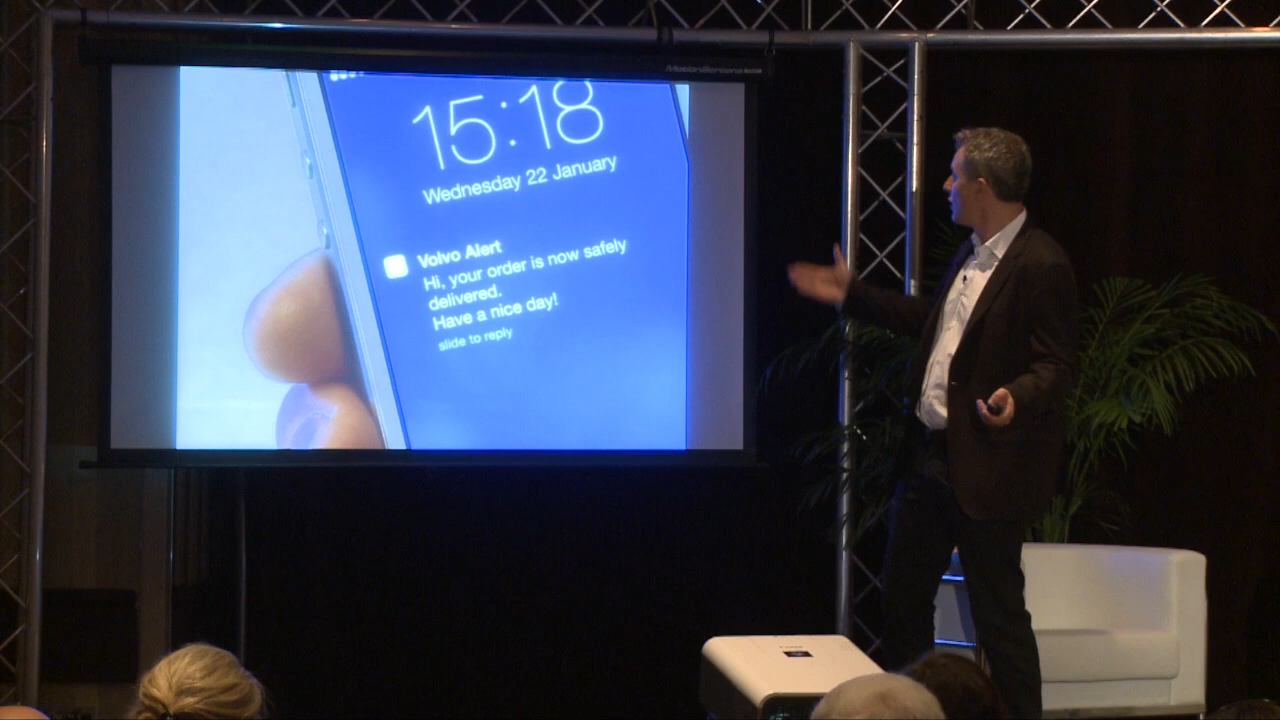 15:18
Wednesday 22 January
Volvo Alert
Hi, your order is now safely
delivered.
Have a nice day!
slide to reply